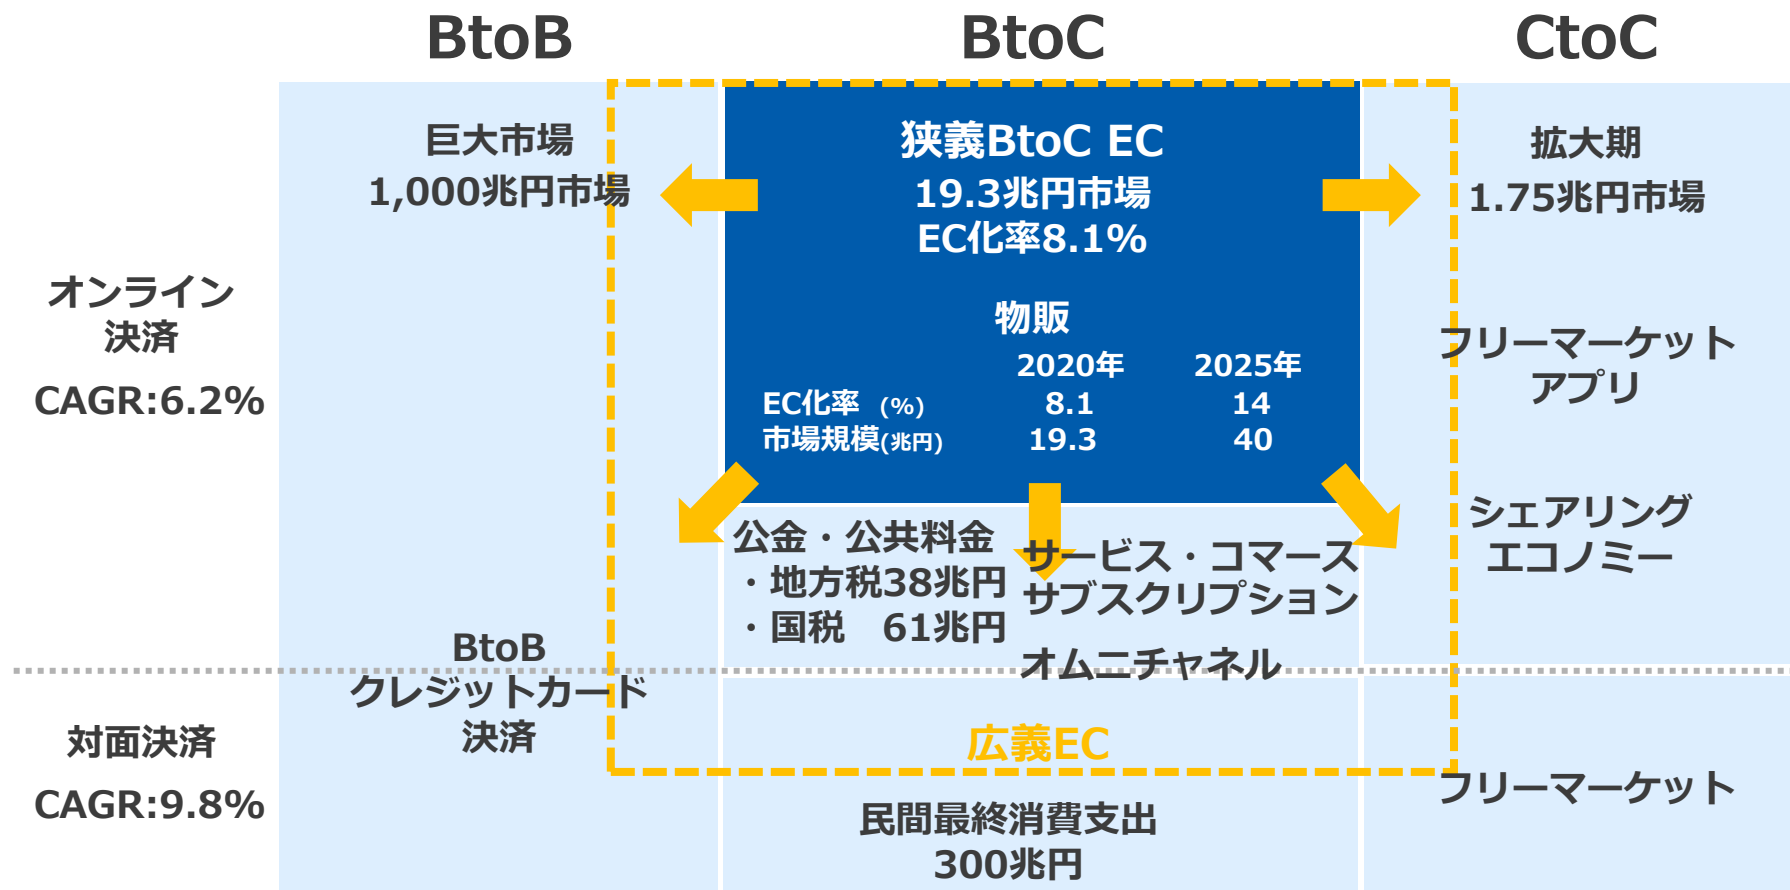 BtoB
BtoC
CtoC
巨大市場
1,000兆円市場
狭義BtoC EC
19.3兆円市場
EC化率8.1%
拡大期
1.75兆円市場
オンライン
決済
CAGR:6.2%
物販
2020年 2025年
EC化率 (%) 8.1 14
市場規模(兆円) 19.3 40
フリーマーケット
アプリ
シェアリング
エコノミー
公金・公共料金
・地方税38兆円
・国税　61兆円
サービス・コマース
サブスクリプション
オムニチャネル
BtoB
クレジットカード
決済
対面決済
CAGR:9.8%
広義EC
民間最終消費支出
300兆円
フリーマーケット